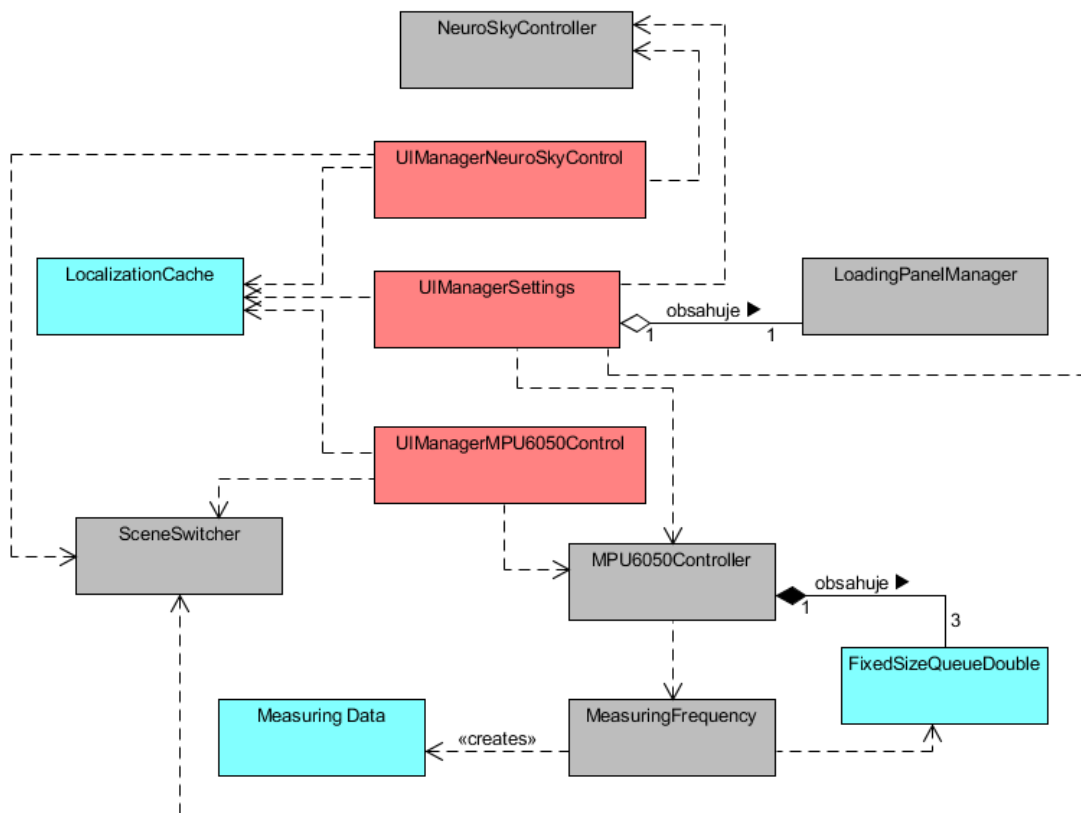 NeuroSkyController
UIManagerNeuroSkyControl
LocalizationCache
UIManagerSettings
LoadingPanelManager
obsahuje ▶
1
1
UIManagerMPU6050Control
SceneSwitcher
MPU6050Controller
obsahuje ▶
1
3
FixedSizeQueueDouble
Measuring Data
«creates»
MeasuringFrequency